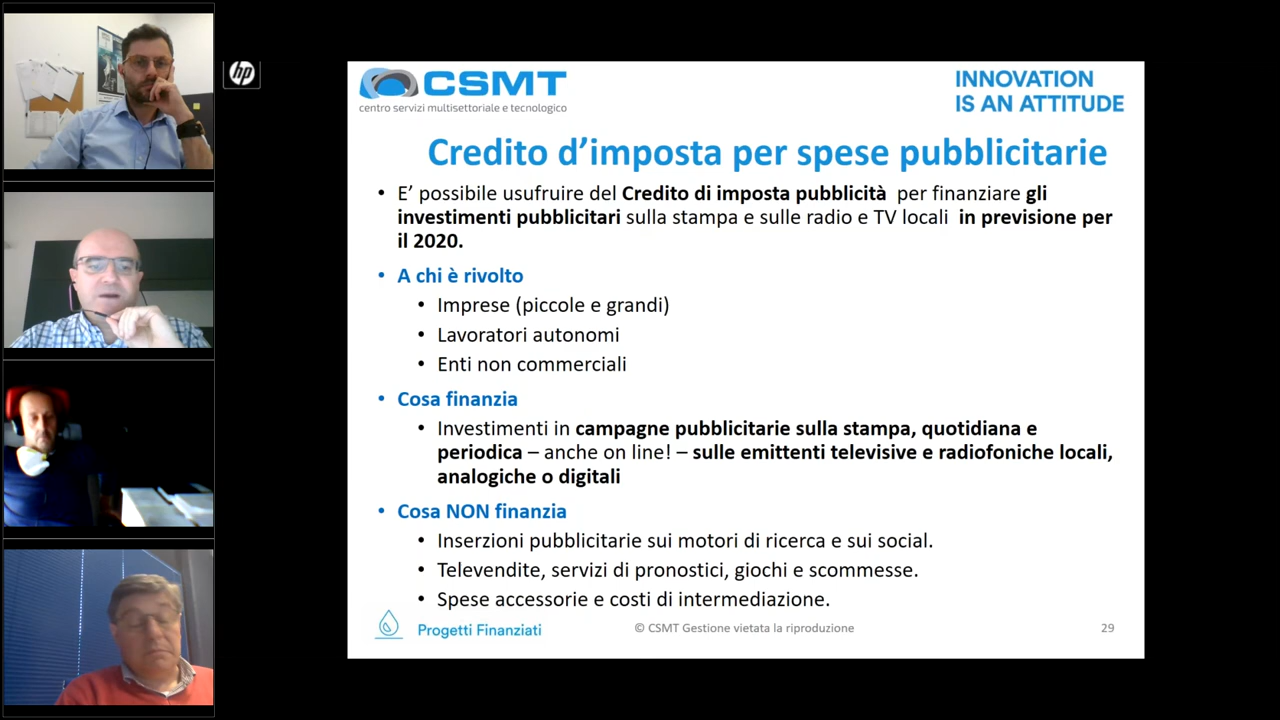 hp
CSMT
centro servizi multisettoriale e tecnologico
INNOVATION
IS AN ATTITUDE
Credito d’imposta per spese pubblicitarie
• E’ possibile usufruire del Credito di imposta pubblicità per finanziare gli
investimenti pubblicitari sulla stampa e sulle radio e TV locali in previsione per
il 2020.
• A chi è rivolto
• Imprese (piccole e grandi)
• Lavoratori autonomi
• Enti non commerciali
• Cosa finanzia
• Investimenti in campagne pubblicitarie sulla stampa, quotidiana e
periodica – anche on line! – sulle emittenti televisive e radiofoniche locali,
analogiche o digitali
• Cosa NON finanzia
• Inserzioni pubblicitarie sui motori di ricerca e sui social.
• Televendite, servizi di pronostici, giochi e scommesse.
• Spese accessorie e costi di intermediazione.
Progetti Finanziati
© CSMT Gestione vietata la riproduzione
29